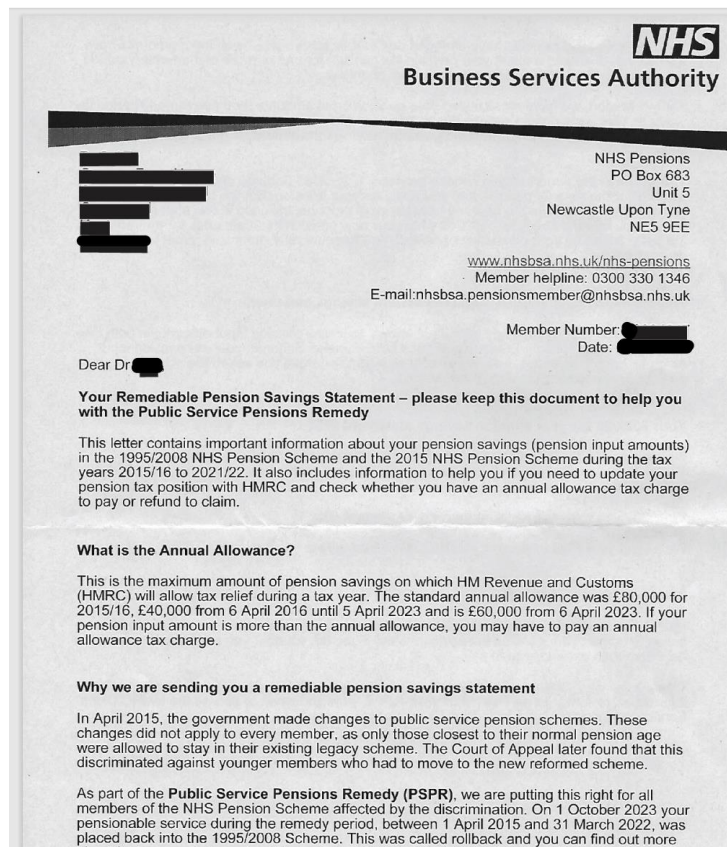 NHS
Business Services Authority
NHS Pensions
PO Box 683
Unit 5
Newcastle Upon Tyne
NE5 9EE
www.nhsbsa.nhs.uk/nhs-pensions
Member helpline: 0300 330 1346
E-mail:nhsbsa.pensionsmember@nhsbsa.nhs.uk
Member Number:
Date:
Dear Dr
Your Remediable Pension Savings Statement – please keep this document to help you
with the Public Service Pensions Remedy
This letter contains important information about your pension savings (pension input amounts)
in the 1995/2008 NHS Pension Scheme and the 2015 NHS Pension Scheme during the tax
years 2015/16 to 2021/22. It also includes information to help you if you need to update your
pension tax position with HMRC and check whether you have an annual allowance tax charge
to pay or refund to claim.
What is the Annual Allowance?
This is the maximum amount of pension savings on which HM Revenue and Customs
(HMRC) will allow tax relief during a tax year. The standard annual allowance was £80,000 for
2015/16, £40,000 from 6 April 2016 until 5 April 2023 and is £60,000 from 6 April 2023. If your
pension input amount is more than the annual allowance, you may have to pay an annual
allowance tax charge.
Why we are sending you a remediable pension savings statement
In April 2015, the government made changes to public service pension schemes. These
changes did not apply to every member, as only those closest to their normal pension age
were allowed to stay in their existing legacy scheme. The Court of Appeal later found that this
discriminated against younger members who had to move to the new reformed scheme.
As part of the Public Service Pensions Remedy (PSPR), we are putting this right for all
members of the NHS Pension Scheme affected by the discrimination. On 1 October 2023 your
pensionable service during the remedy period, between 1 April 2015 and 31 March 2022, was
placed back into the 1995/2008 Scheme. This was called rollback and you can find out more